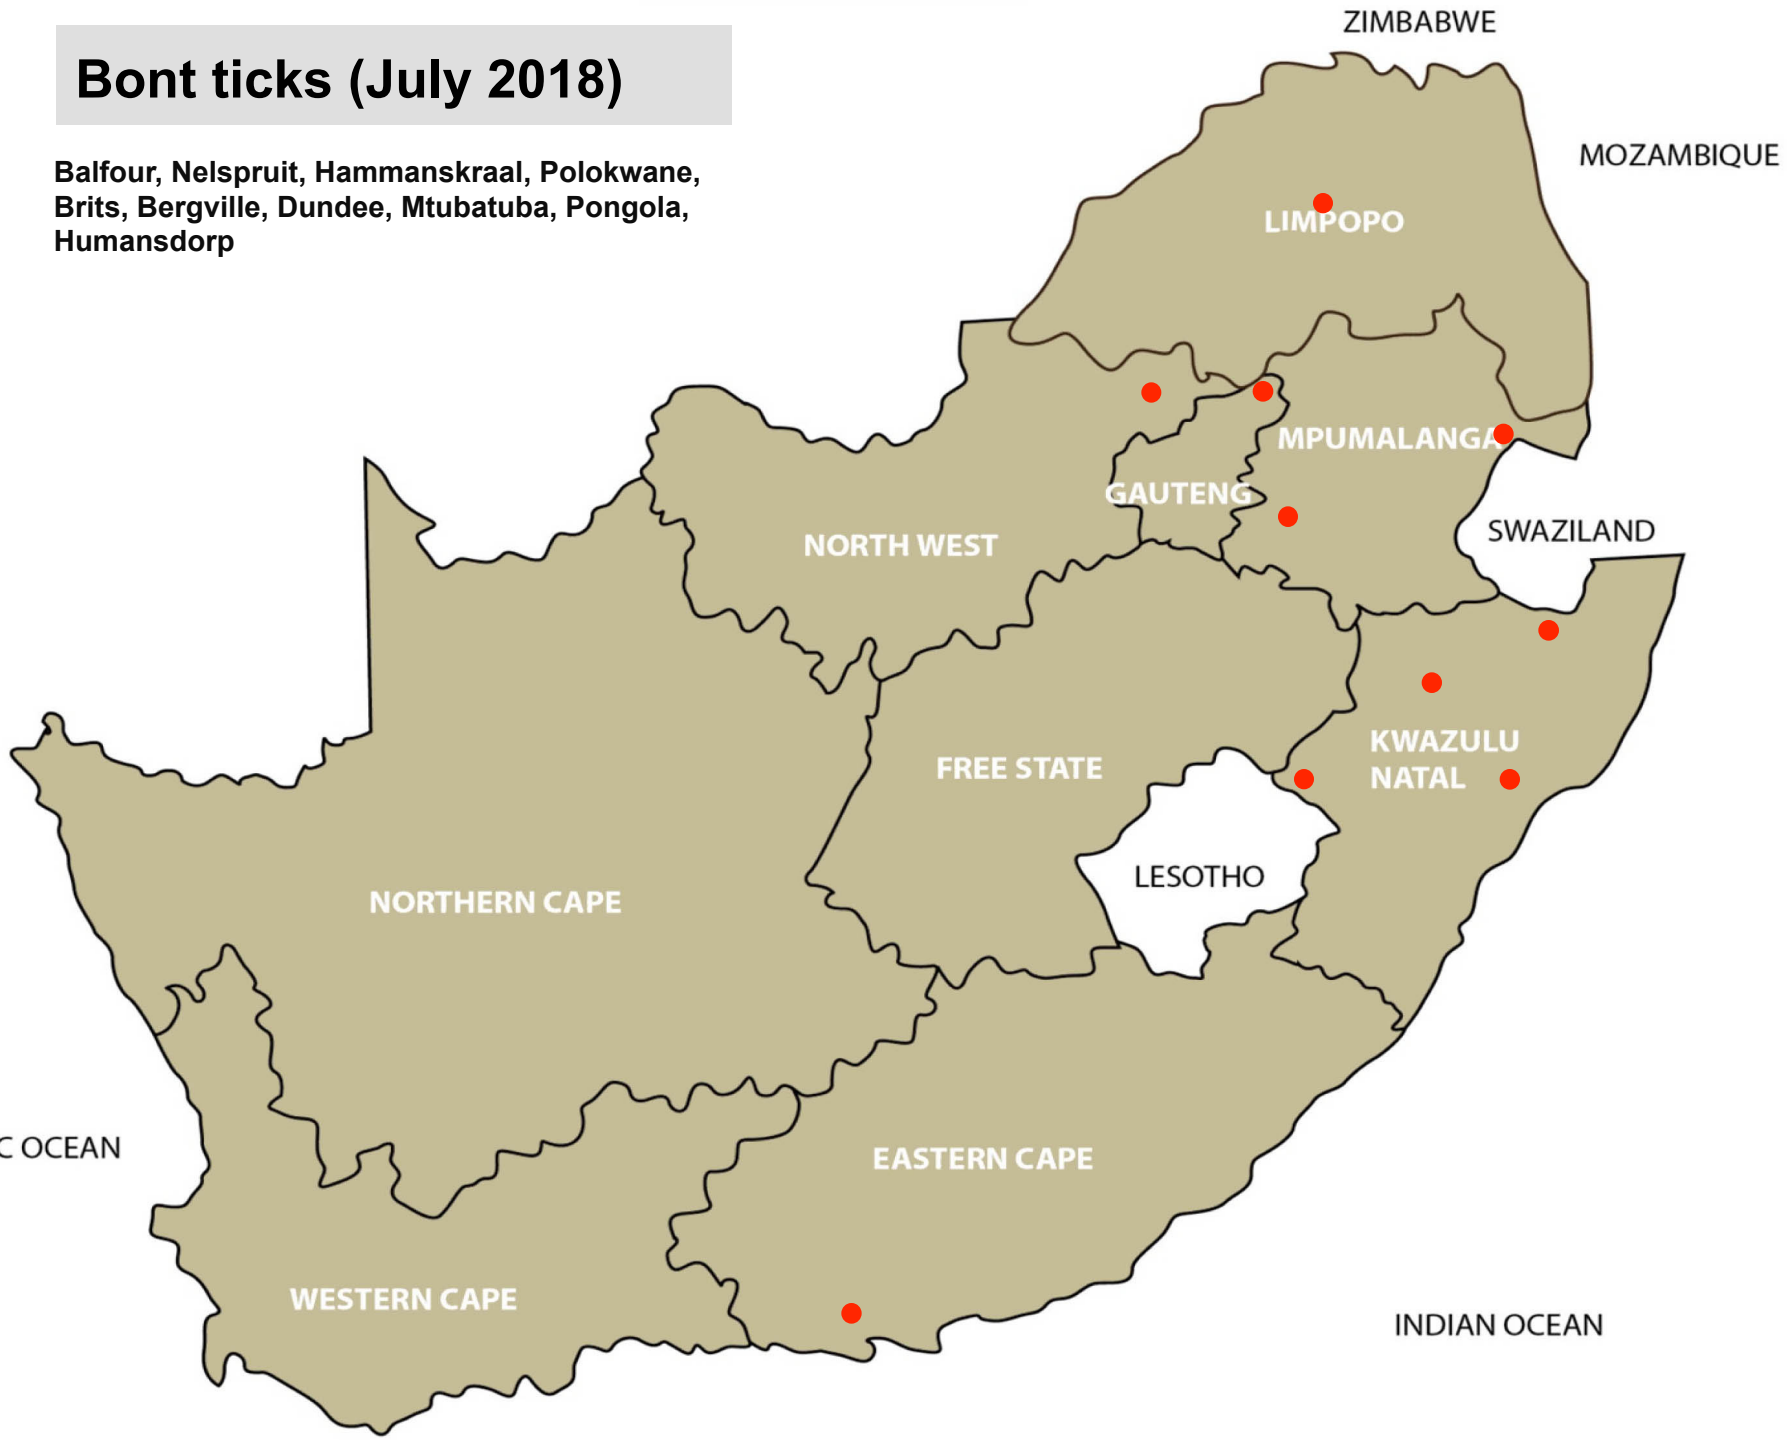 Bont ticks (July 2018)
Balfour, Nelspruit, Hammanskraal, Polokwane,
Brits, Bergville, Dundee, Mtubatuba, Pongola,
Humansdorp
ZIMBABWE
MOZAMBIQUE
LIMPOPO
MPUMALANGA
GAUTENG
SWAZILAND
NORTH WEST
KWAZULU
NATAL
FREE STATE
LESOTHO
NORTHERN CAPE
C OCEAN
EASTERN CAPE
WESTERN CAPE
INDIAN OCEAN